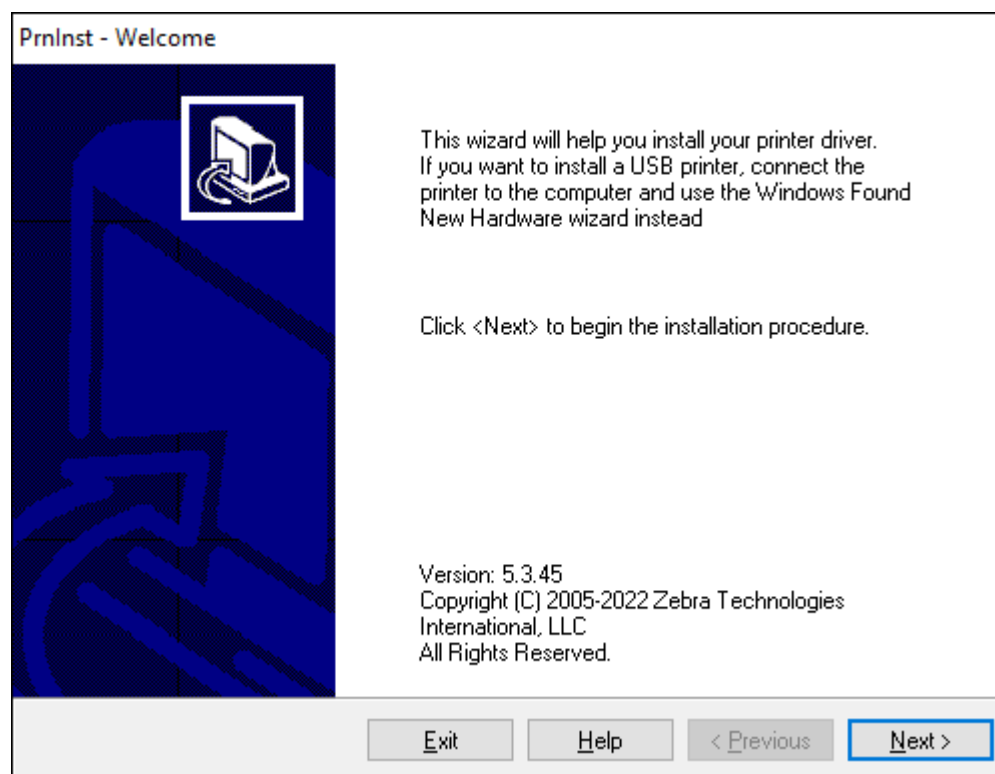 PrnInst - Welcome
This wizard will help you install your printer driver.
If you want to install a USB printer, connect the
printer to the computer and use the Windows Found
New Hardware wizard instead
Click <Next> to begin the installation procedure.
Version: 5.3.45
Copyright (C) 2005-2022 Zebra Technologies
International, LLC
All Rights Reserved.
Exit Help < Previous Next >